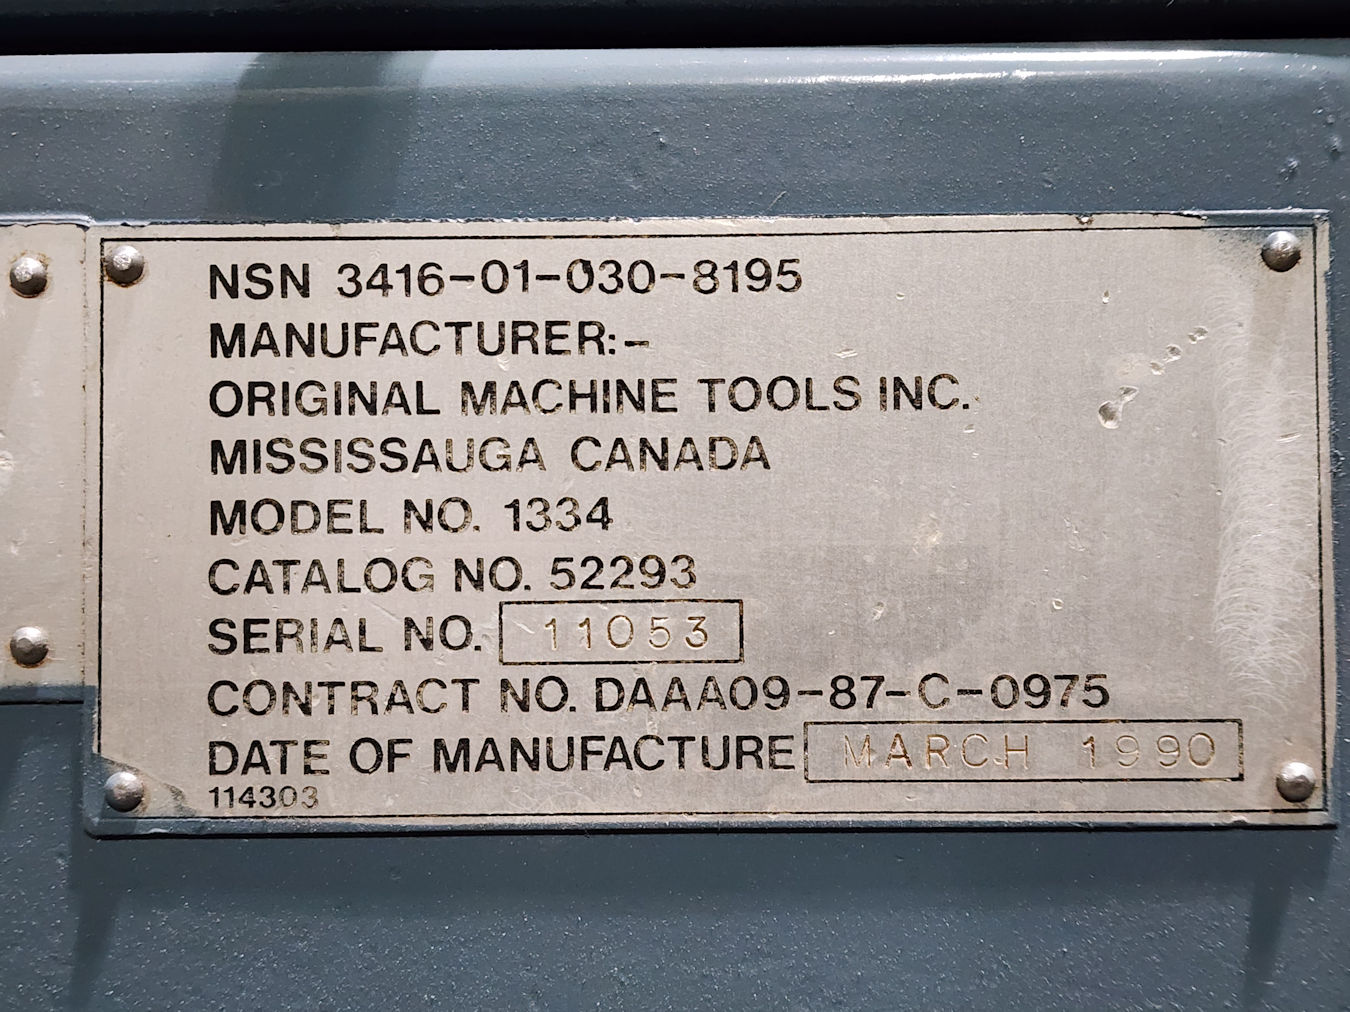 NSN 3416-01-030-8195
MANUFACTURER:-
ORIGINAL MACHINE TOOLS INC.
MISSISSAUGA CANADA
MODEL NO. 1334
CATALOG NO. 52293
SERIAL NO. 11053
CONTRACT NO. DAAA09-87-C-0975
DATE OF MANUFACTURE MARCH 1990
114303